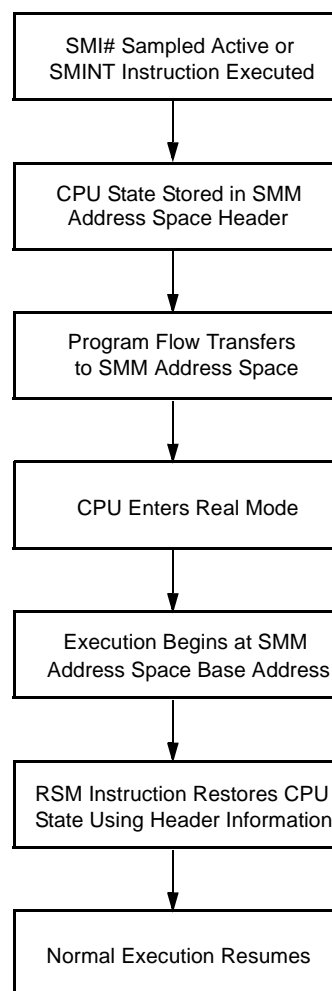 SMI# Sampled Active or
SMINT Instruction Executed
CPU State Stored in SMM
Address Space Header
Program Flow Transfers
to SMM Address Space
CPU Enters Real Mode
Execution Begins at SMM
Address Space Base Address
RSM Instruction Restores CPU
State Using Header Information
Normal Execution Resumes